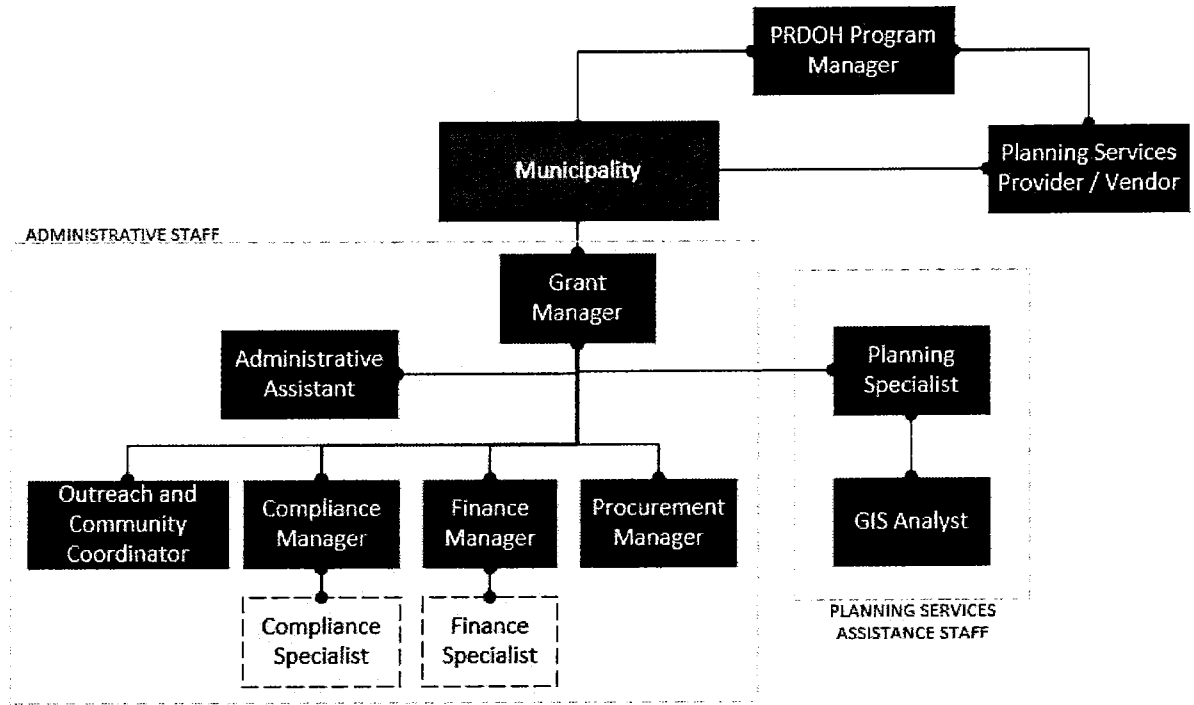 PRDOH Program
Manager
Municipality
Planning Services
Provider / Vendor
ADMINISTRATIVE STAFF
Grant
Manager
Administrative
Assistant
Planning
Specialist
Outreach and
Community
Coordinator
Compliance
Manager
Finance
Manager
Procurement
Manager
GIS Analyst
Compliance
Specialist
Finance
Specialist
PLANNING SERVICES
ASSISTANCE STAFF